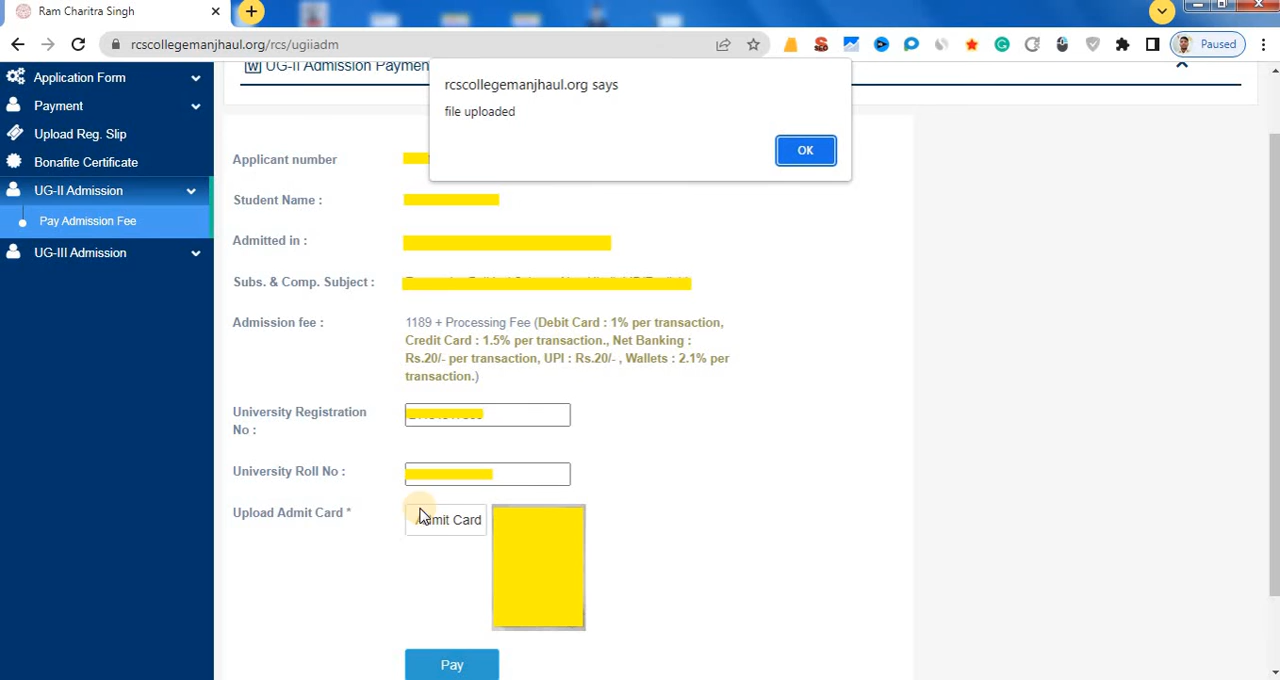 Ram Charitra Singh
rcscollegemanjhaul.org/rcs/ugiiadm
Paused
Application Form
Payment
Upload Reg. Slip
Bonafite Certificate
UG-II Admission
Pay Admission Fee
UG-III Admission
UG-II Admission Paymen
rcscollegemanjhaul.org says
file uploaded
OK
Applicant number
Student Name :
Admitted in :
Subs. & Comp. Subject :
Admission fee :
1189 + Processing Fee (Debit Card : 1% per transaction,
Credit Card : 1.5% per transaction., Net Banking :
Rs.20/- per transaction, UPI : Rs.20/- , Wallets : 2.1% per
transaction.)
University Registration
No :
University Roll No :
Upload Admit Card *
Admit Card
Pay